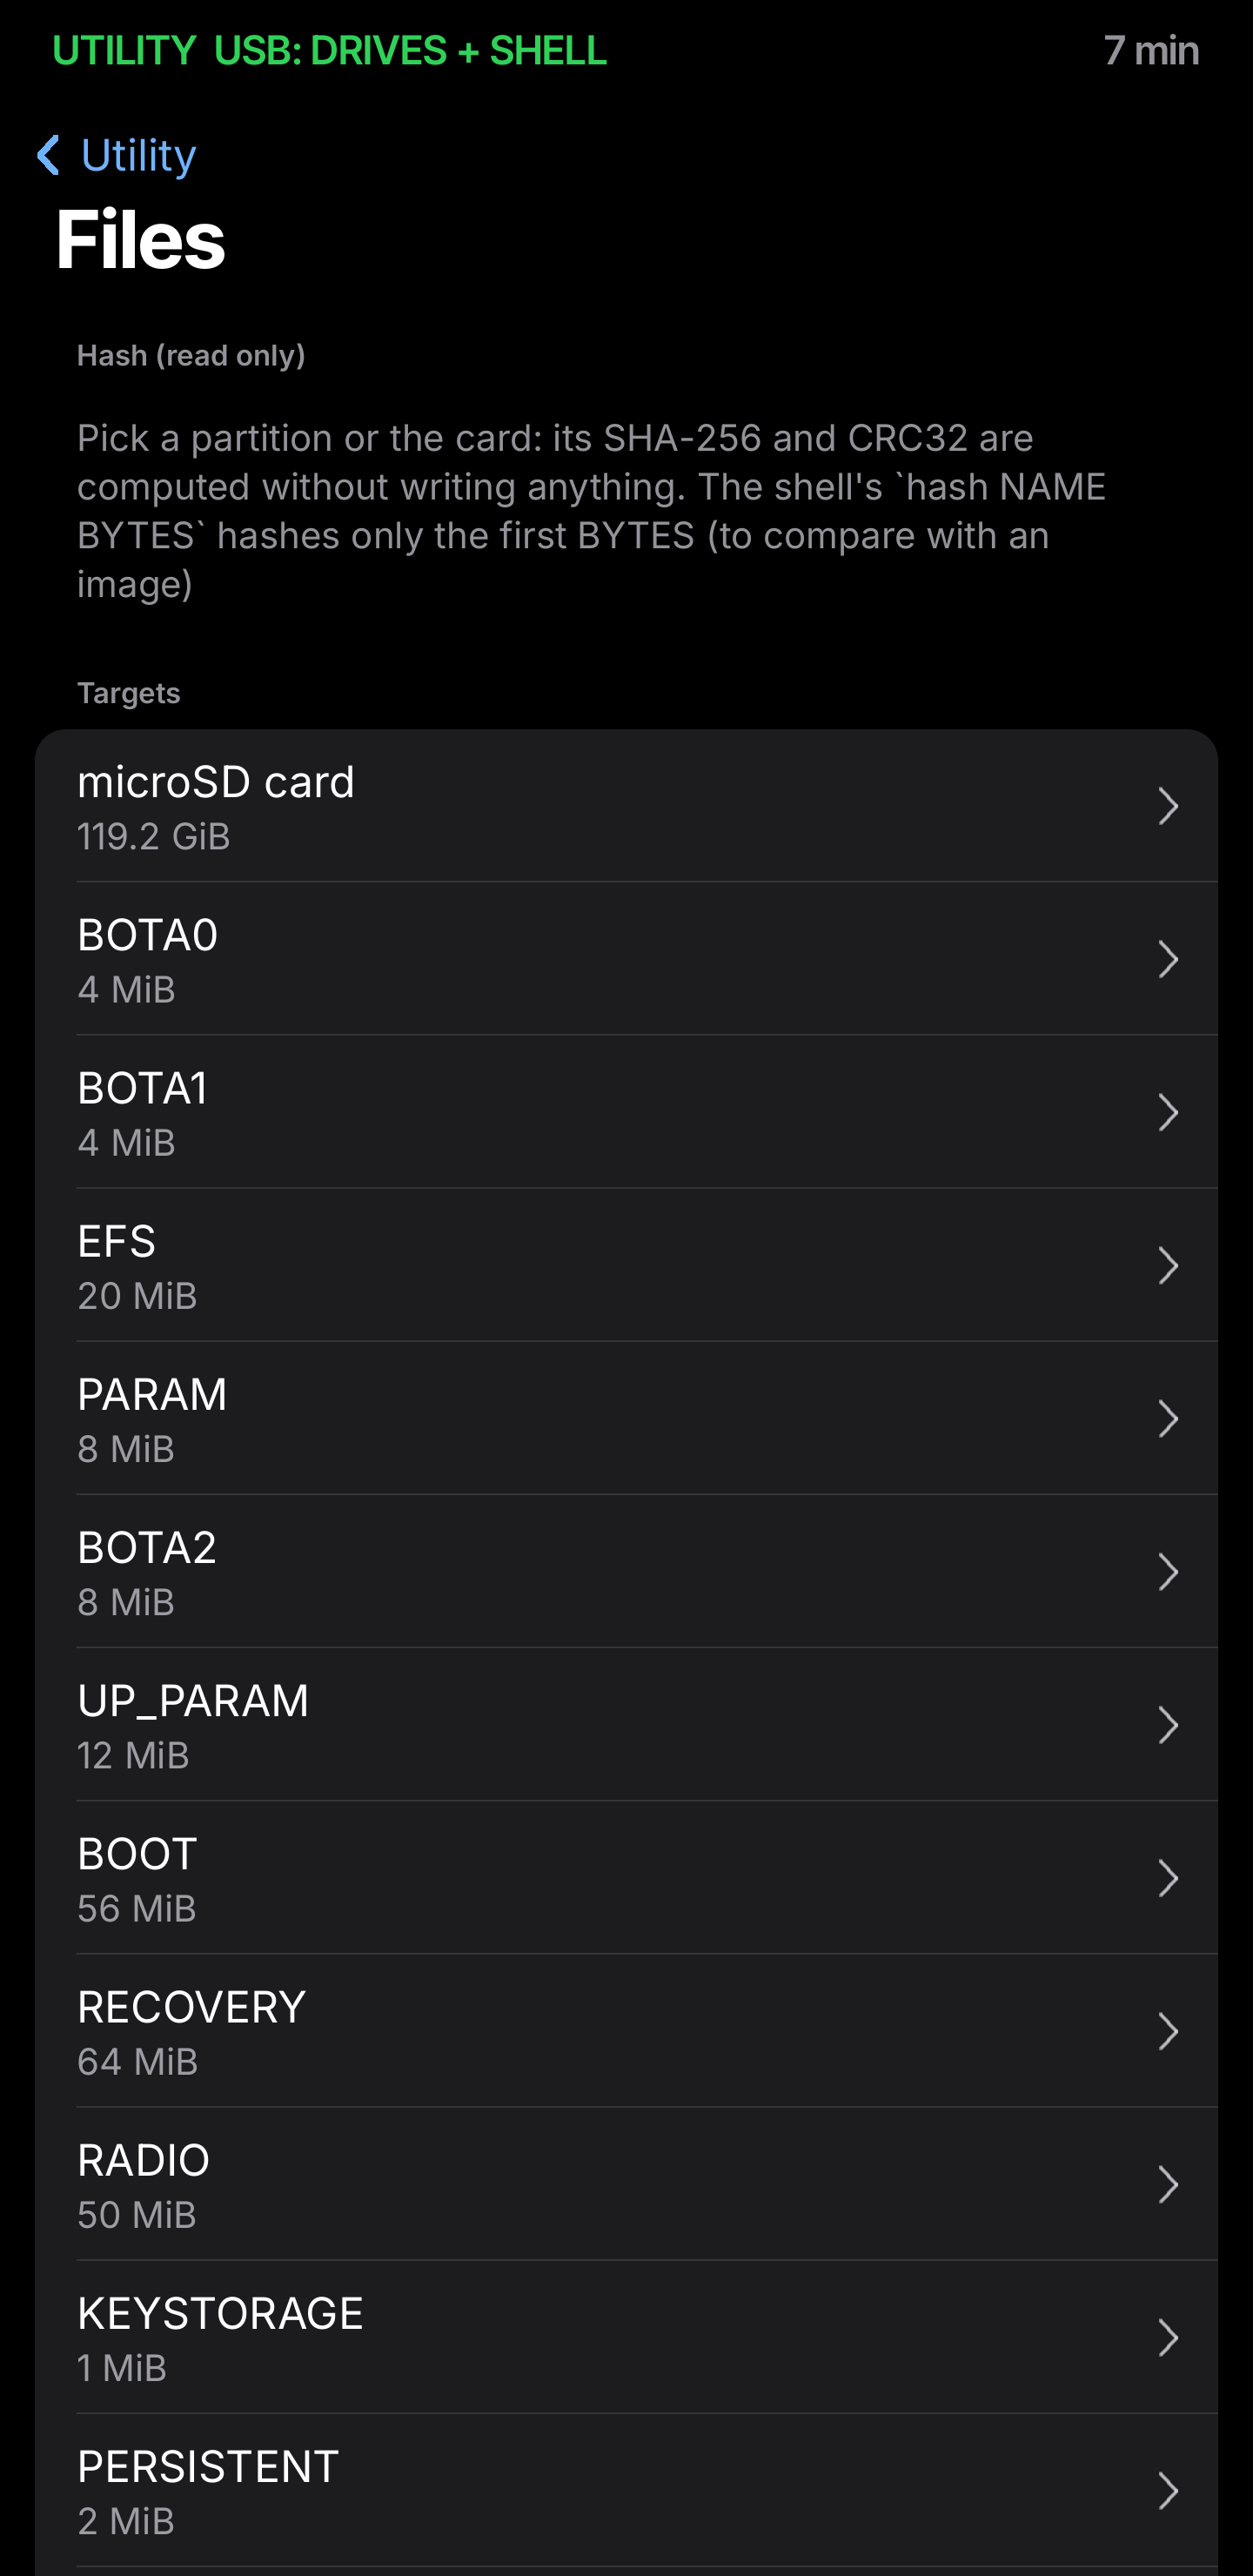 UTILITY USB: DRIVES + SHELL
7 min
Utility
Files
Hash (read only)
Pick a partition or the card: its SHA-256 and CRC32 are
computed without writing anything. The shell's `hash NAME
BYTES` hashes only the first BYTES (to compare with an
image)
Targets
microSD card
119.2 GiB
BOTA0
4 MiB
BOTA1
4 MiB
EFS
20 MiB
PARAM
8 MiB
BOTA2
8 MiB
UP_PARAM
12 MiB
BOOT
56 MiB
RECOVERY
64 MiB
RADIO
50 MiB
KEYSTORAGE
1 MiB
PERSISTENT
2 MiB